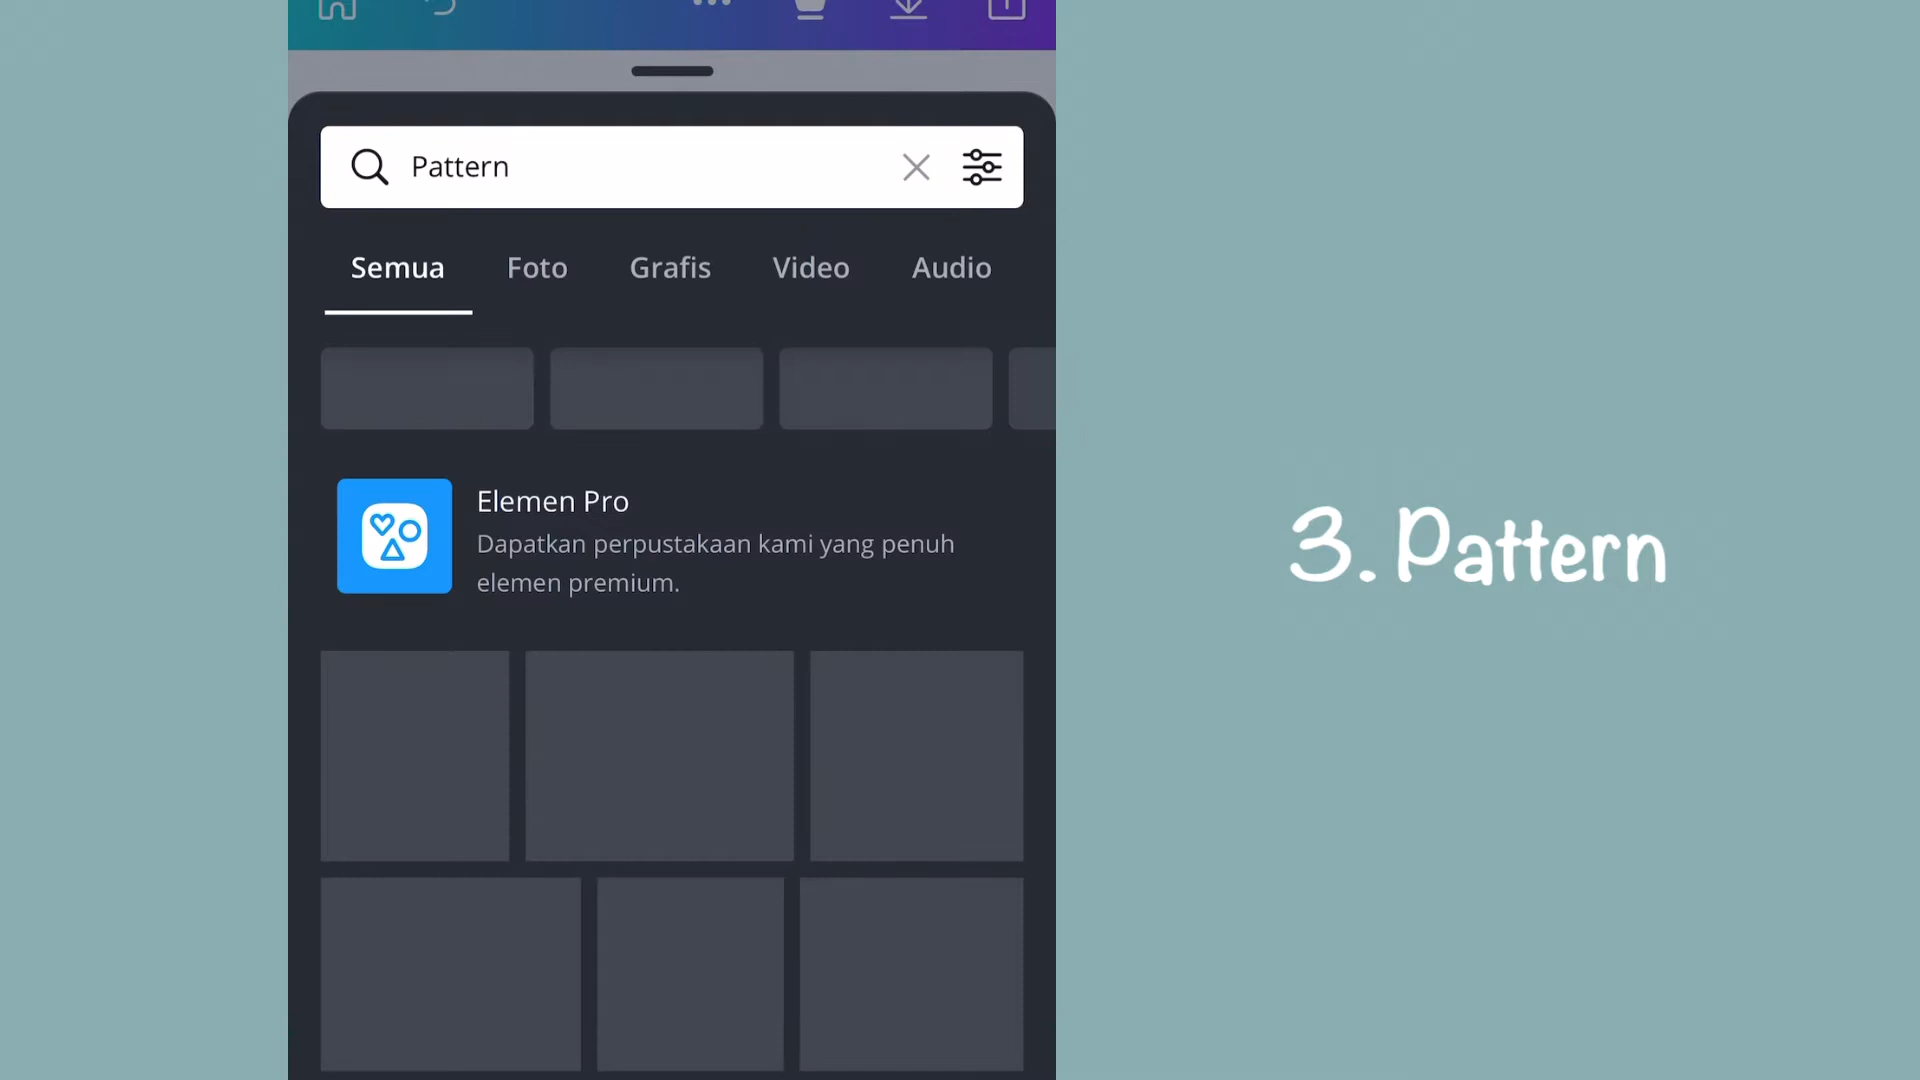 Pattern
Semua Foto Grafis Video Audio
Elemen Pro
Dapatkan perpustakaan kami yang penuh
elemen premium.
3. Pattern